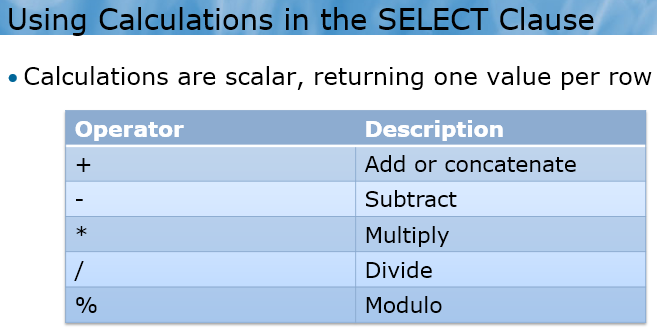 Using Calculations in the SELECT Clause
• Calculations are scalar, returning one value per row
Operator Description
+ Add or concatenate
- Subtract
* Multiply
/ Divide
% Modulo